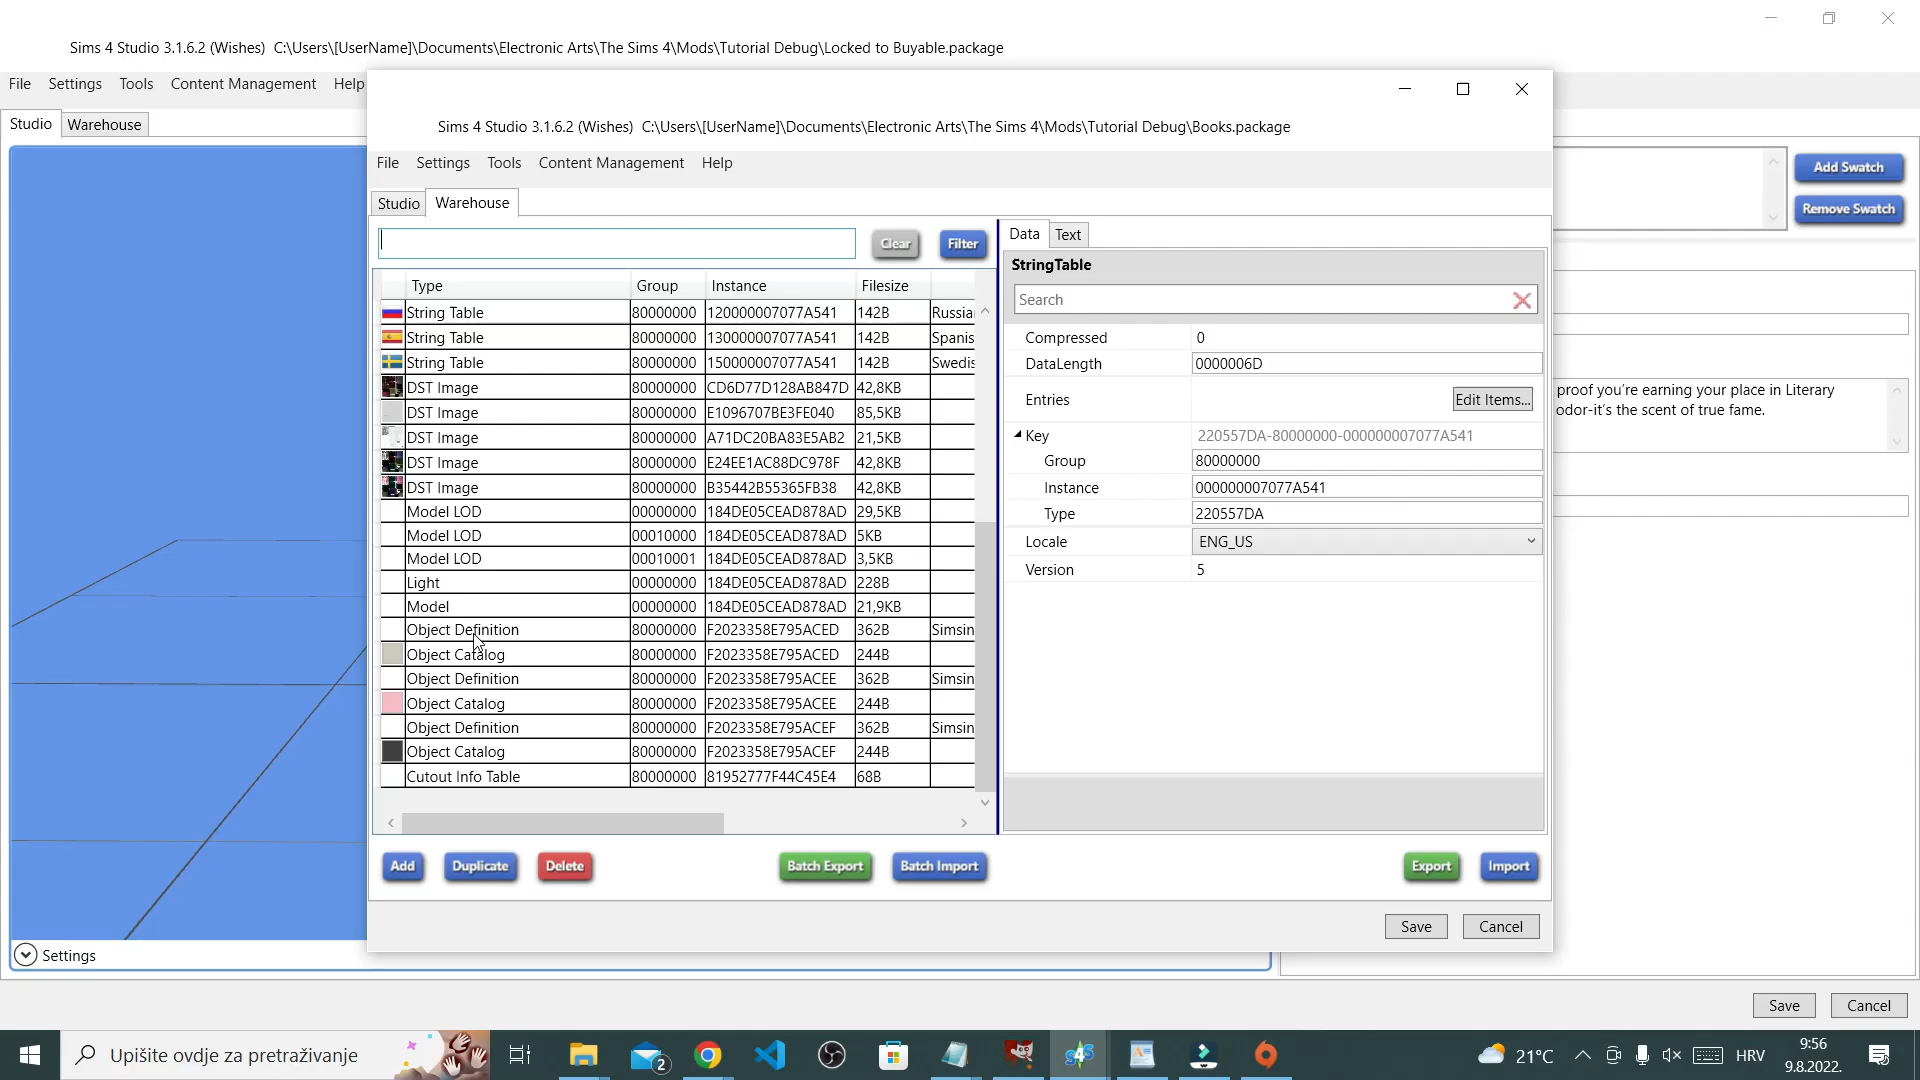 Sims 4 Studio 3.1.6.2 (Wishes)  C:\Users\[UserName]\Documents\Electronic Arts\The Sims 4\Mods\Tutorial Debug\Locked to Buyable.package
File Settings Tools Content Management Help
Studio Warehouse
Sims 4 Studio 3.1.6.2 (Wishes)  C:\Users\[UserName]\Documents\Electronic Arts\The Sims 4\Mods\Tutorial Debug\Books.package
File Settings Tools Content Management Help
Studio Warehouse
Clear Filter
Type Group Instance Filesize
String Table 80000000 120000007077A541 142B Russia
String Table 80000000 130000007077A541 142B Spanis
String Table 80000000 150000007077A541 142B Swedis
DST Image 80000000 CD6D77D128AB847D 42,8KB
DST Image 80000000 E1096707BE3FE040 85,5KB
DST Image 80000000 A71DC20BA83E5AB2 21,5KB
DST Image 80000000 E24EE1AC88DC978F 42,8KB
DST Image 80000000 B35442B55365FB38 42,8KB
Model LOD 00000000 184DE05CEAD878AD 29,5KB
Model LOD 00010000 184DE05CEAD878AD 5KB
Model LOD 00010001 184DE05CEAD878AD 3,5KB
Light 00000000 184DE05CEAD878AD 228B
Model 00000000 184DE05CEAD878AD 21,9KB
Object Definition 80000000 F2023358E795ACED 362B Simsin
Object Catalog 80000000 F2023358E795ACED 244B
Object Definition 80000000 F2023358E795ACEE 362B Simsin
Object Catalog 80000000 F2023358E795ACEE 244B
Object Definition 80000000 F2023358E795ACEF 362B Simsin
Object Catalog 80000000 F2023358E795ACEF 244B
Cutout Info Table 80000000 81952777F44C45E4 68B
Add Duplicate Delete Batch Export Batch Import
Data Text
StringTable
Search
Compressed 0
DataLength 0000006D
Entries Edit Items...
Key 220557DA-80000000-000000007077A541
Group 80000000
Instance 000000007077A541
Type 220557DA
Locale ENG_US
Version 5
Export Import
Save Cancel
Add Swatch
Remove Swatch
proof you're earning your place in Literary
odor-it's the scent of true fame.
Settings
Save Cancel
Upišite ovdje za pretraživanje
2
21°C
HRV
9:56
9.8.2022.